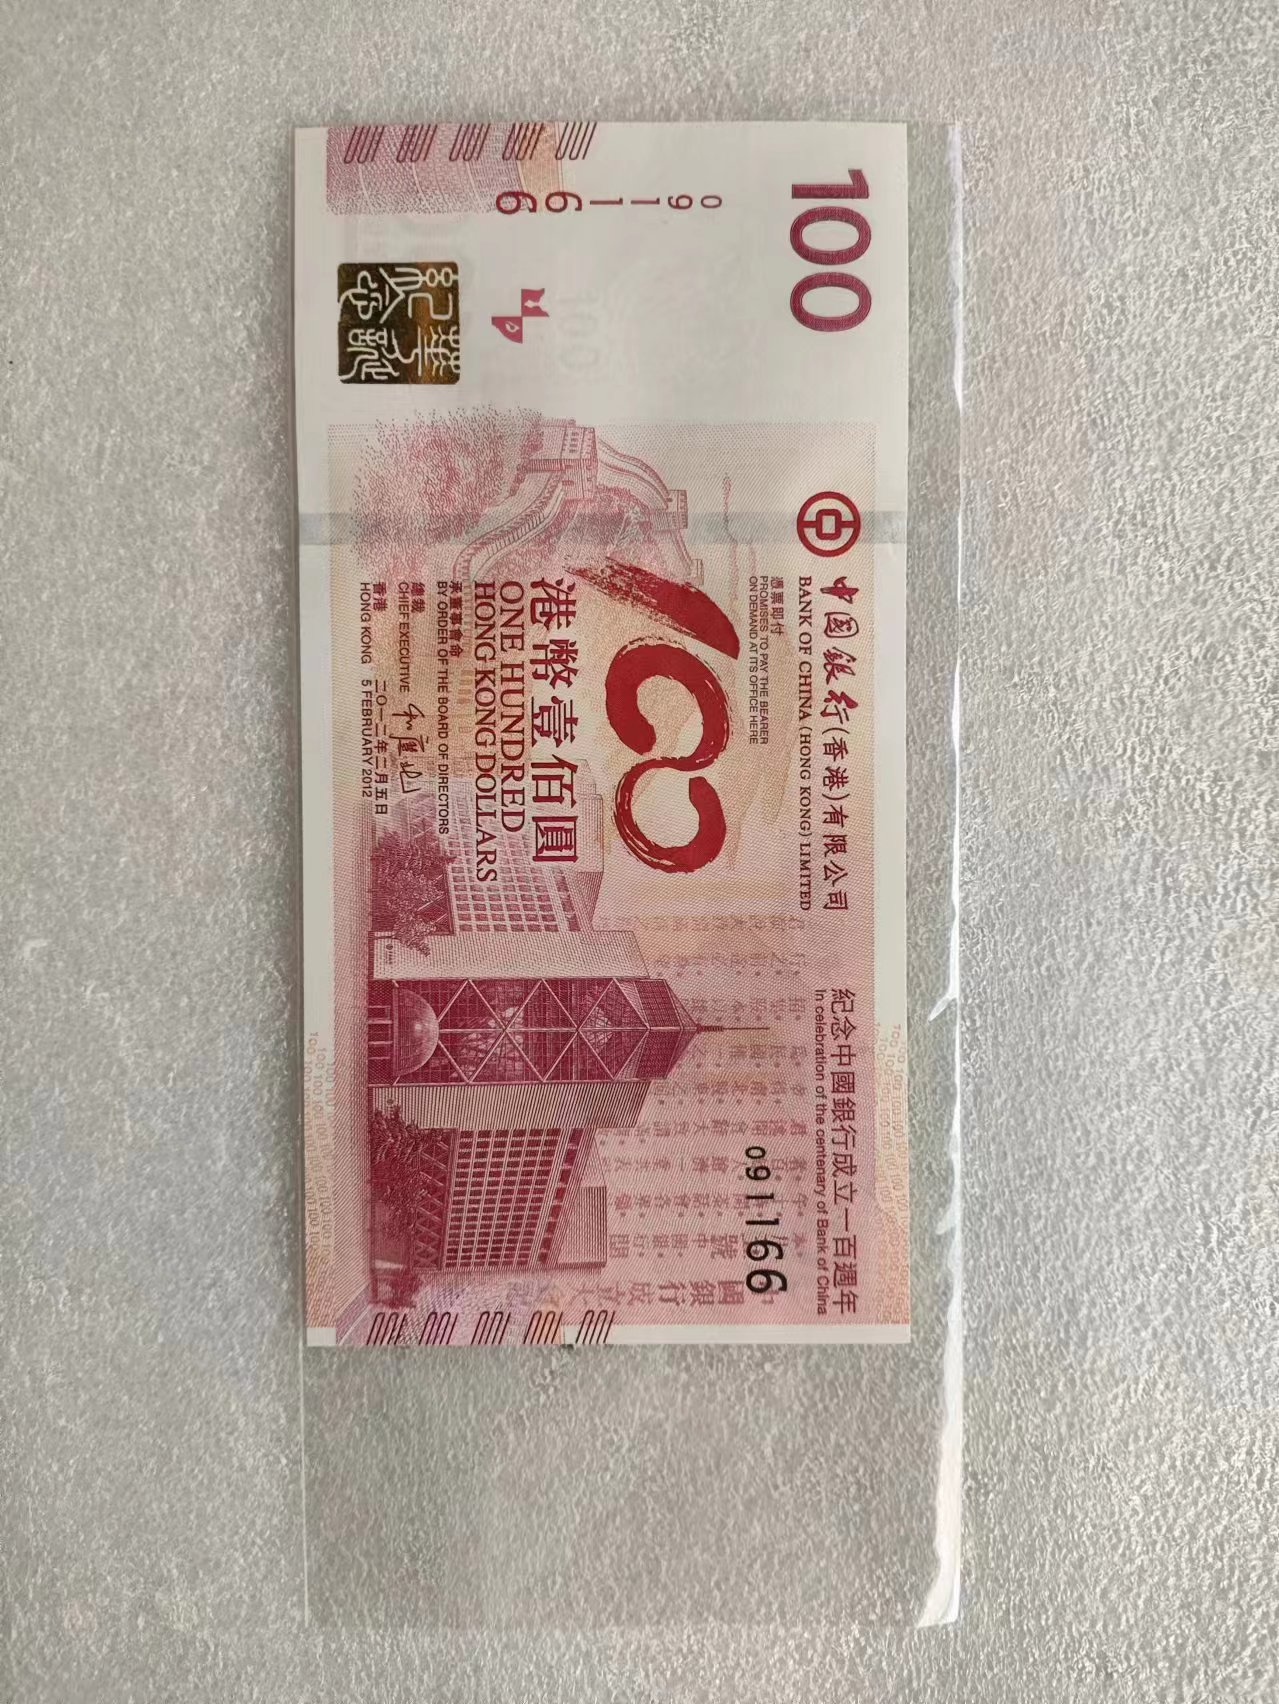 中國銀行(香港)有限公司
BANK OF CHINA (HONG KONG) LIMITED
紀念中國銀行成立一百週年
In celebration of the centenary of Bank of China
100
憑票即付
PROMISES TO PAY THE BEARER
ON DEMAND AT ITS OFFICE HERE
091166
100
091166
港幣壹佰圓
ONE HUNDRED
HONG KONG DOLLARS
承董事會命
BY ORDER OF THE BOARD OF DIRECTORS
總裁
CHIEF EXECUTIVE
香港 二〇一二年二月五日
HONG KONG 5 FEBRUARY 2012